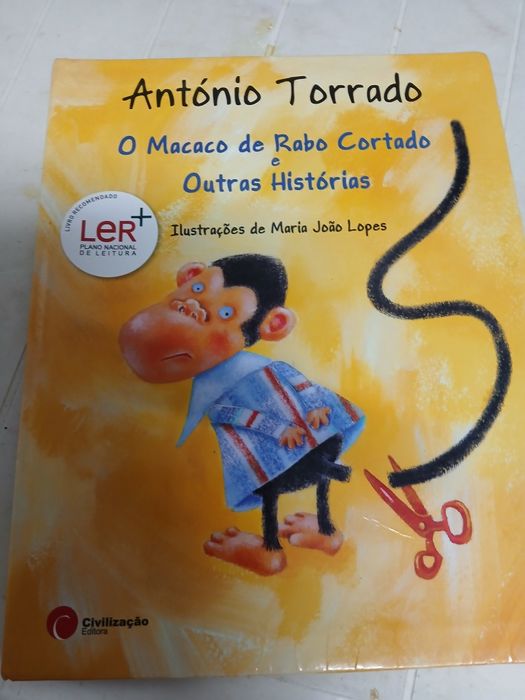 António Torrado
O Macaco de Rabo Cortado
e
Outras Histórias
Ilustrações de Maria João Lopes
LIVRO RECOMENDADO
LeR+
PLANO NACIONAL
DE LEITURA
Civilização
Editora